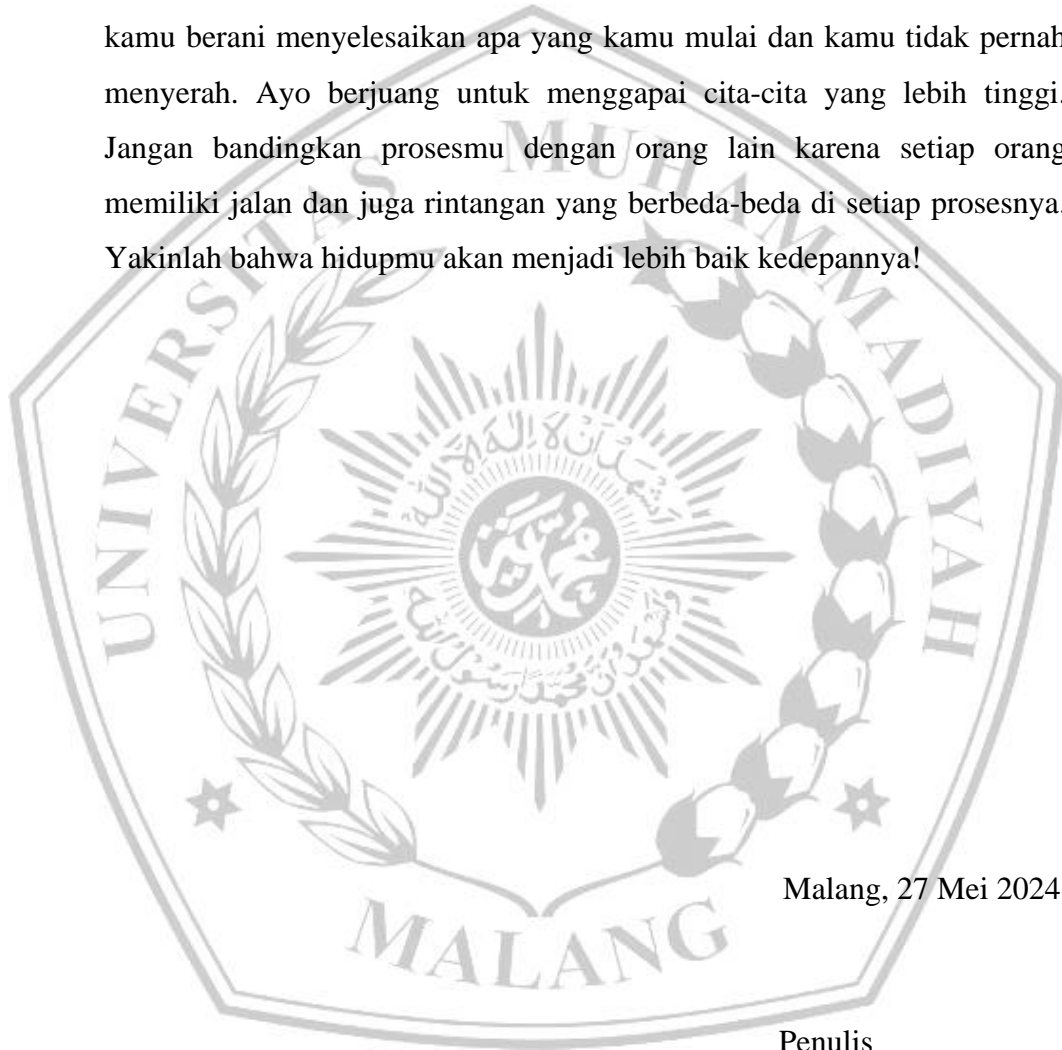 kamu berani menyelesaikan apa yang kamu mulai dan kamu tidak pernah
menyerah. Ayo berjuang untuk menggapai cita-cita yang lebih tinggi.
Jangan bandingkan prosesmu dengan orang lain karena setiap orang
memiliki jalan dan juga rintangan yang berbeda-beda di setiap prosesnya.
Yakinlah bahwa hidupmu akan menjadi lebih baik kedepannya!
UNIVERSITAS MUHAMMADIYAH
MALANG
Malang, 27 Mei 2024
Penulis